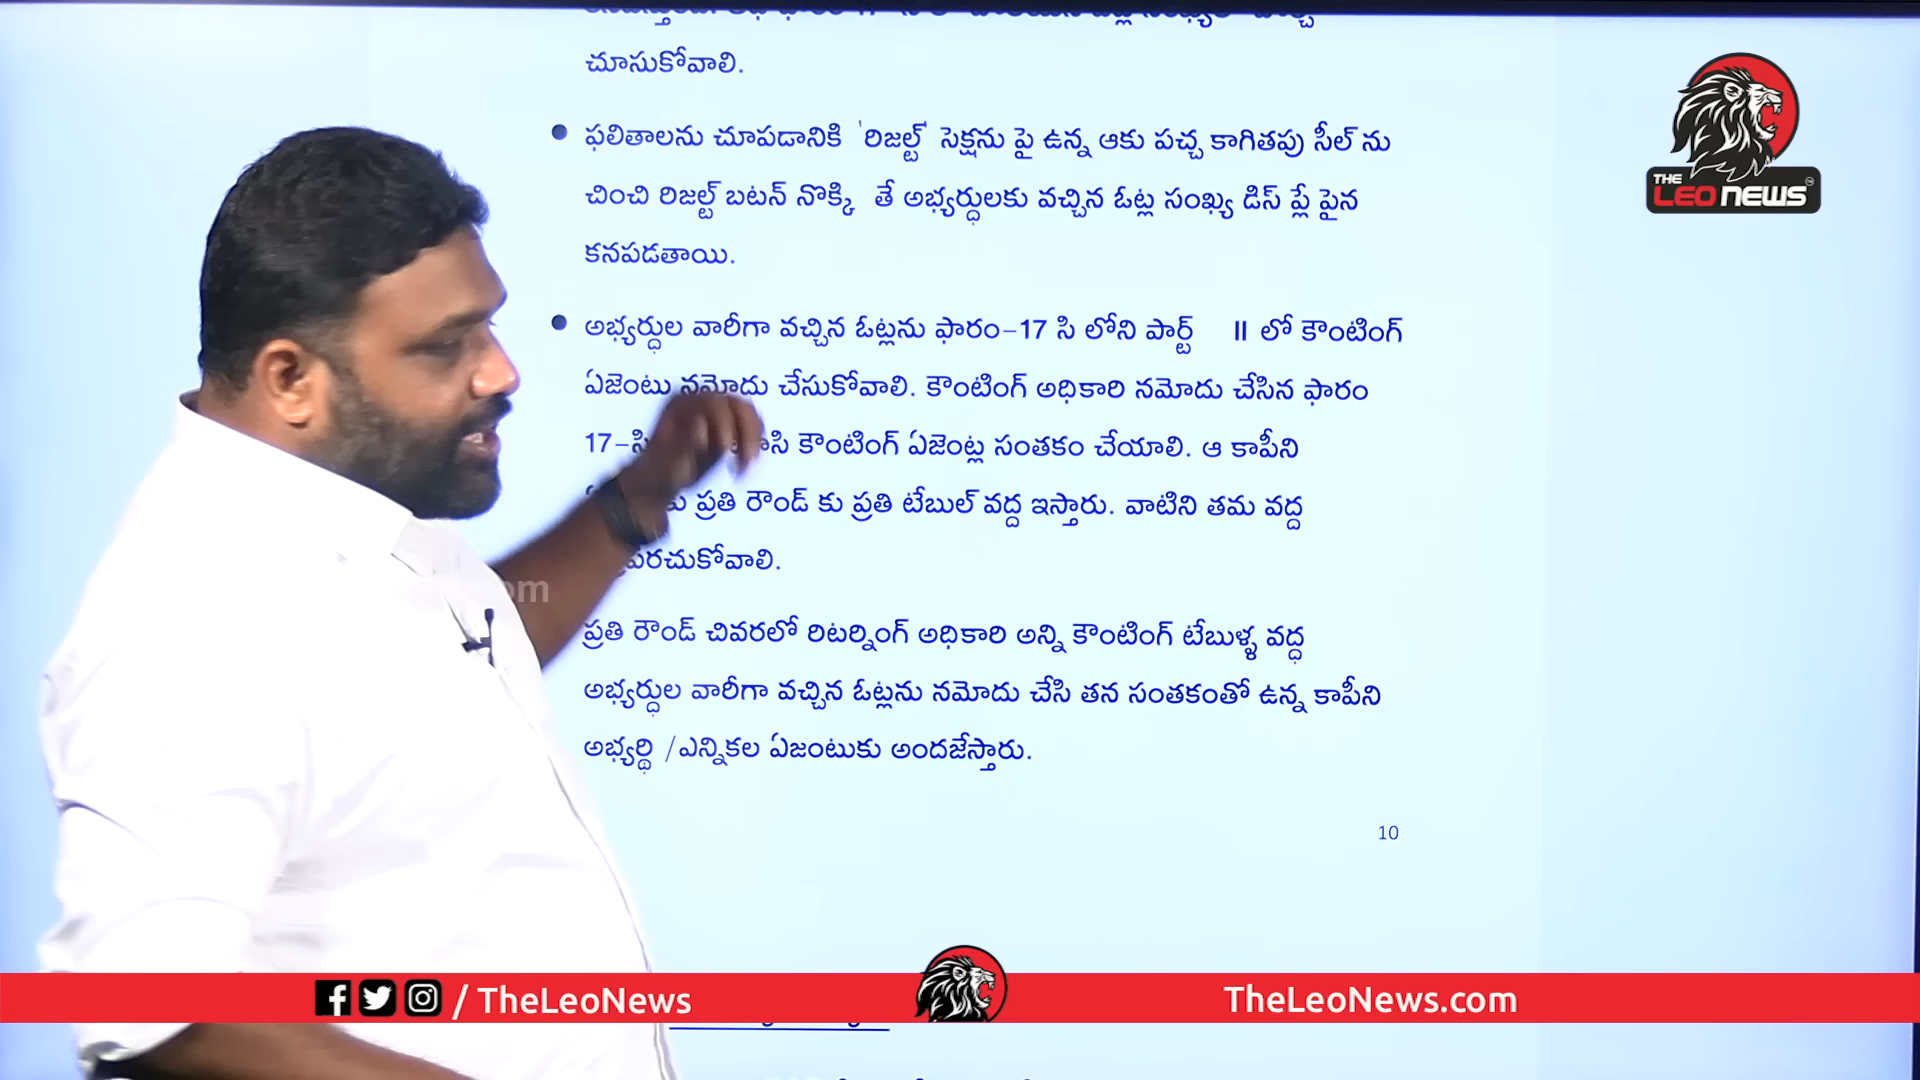 చూసుకోవాలి.
ఫలితాలను చూపడానికి 'రిజల్ట్' సెక్షను పై ఉన్న ఆకు పచ్చ కాగితపు సీల్ ను
చించి రిజల్ట్ బటన్ నొక్కి తే అభ్యర్థులకు వచ్చిన ఓట్ల సంఖ్య డిస్ ప్లే పైన
కనపడతాయి.
అభ్యర్థుల వారీగా వచ్చిన ఓట్లను ఫారం-17 సి లోని పార్ట్ II లో కౌంటింగ్
ఏజెంటు నమోదు చేసుకోవాలి. కౌంటింగ్ అధికారి నమోదు చేసిన ఫారం
17-సి కౌంటింగ్ ఏజెంట్ల సంతకం చేయాలి. ఆ కాపీని
ప్రతి రౌండ్ కు ప్రతి టేబుల్ వద్ద ఇస్తారు. వాటిని తమ వద్ద
ప్రతి రౌండ్ చివరలో రిటర్నింగ్ అధికారి అన్ని కౌంటింగ్ టేబుళ్ళ వద్ధ
అభ్యర్థుల వారీగా వచ్చిన ఓట్లను నమోదు చేసి తన సంతకంతో ఉన్న కాపీని
అభ్యర్థి /ఎన్నికల ఏజంటుకు అందజేస్తారు.
10
THE
LEO NEWS
/ TheLeoNews
TheLeoNews.com